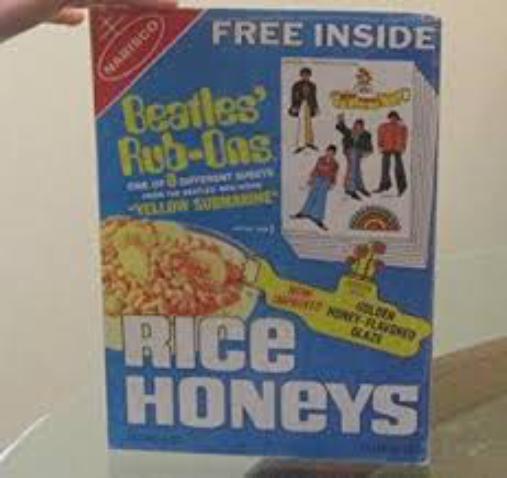 NABISCO
FREE INSIDE
Beatles'
Rub-Ons
ONE OF 8 DIFFERENT SHEETS
FROM THE BEATLES' NEW MOVIE
"YELLOW SUBMARINE"
NEW
IMPROVED
GOLDEN
HONEY-FLAVORED
GLAZE
RICE
HONEYS